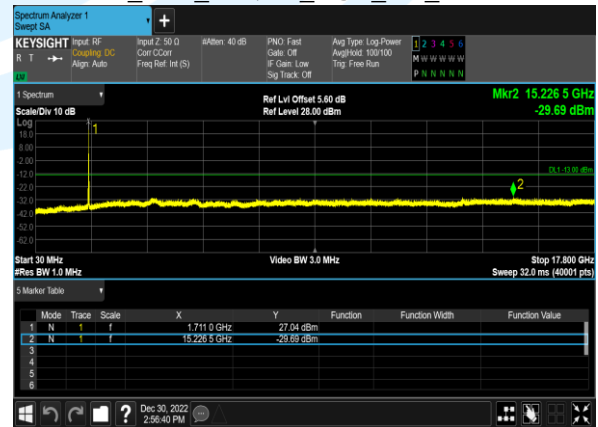 Spectrum Analyzer 1
Swept SA
+
KEYSIGHT Input: RF Input Z: 50 Ω #Atten: 40 dB PNO: Fast Avg Type: Log-Power 1 2 3 4 5 6
R T Coupling: DC Corr CCorr Gate: Off Avg|Hold: 100/100 M W W W W W
Align: Auto Freq Ref: Int (S) IF Gain: Low Trig: Free Run
LW Sig Track: Off P N N N N N
1 Spectrum Mkr2 15.226 5 GHz
Ref Lvl Offset 5.60 dB
Scale/Div 10 dB Ref Level 28.00 dBm -29.69 dBm
Log
1
18.0
8.00
-2.00
DL1 -13.00 dBm
-12.0
2
-22.0
-32.0
-42.0
-52.0
-62.0
Start 30 MHz Video BW 3.0 MHz Stop 17.800 GHz
#Res BW 1.0 MHz Sweep 32.0 ms (40001 pts)
5 Marker Table
Mode Trace Scale X Y Function Function Width Function Value
1 N 1 f 1.711 0 GHz 27.04 dBm
2 N 1 f 15.226 5 GHz -29.69 dBm
3
4
5
6
? Dec 30, 2022
2:56:40 PM